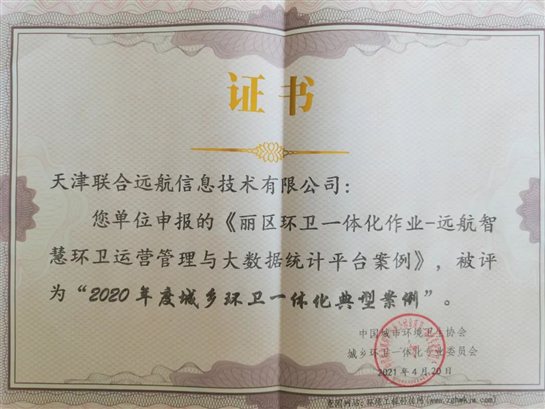 证书
天津联合远航信息技术有限公司：
您单位申报的《丽区环卫一体化作业-远航智
慧环卫运营管理与大数据统计平台案例》，被评
为“2020年度城乡环卫一体化典型案例”。
中国城市环境卫生协会
城乡环卫一体化专业委员会
2021年4月20日